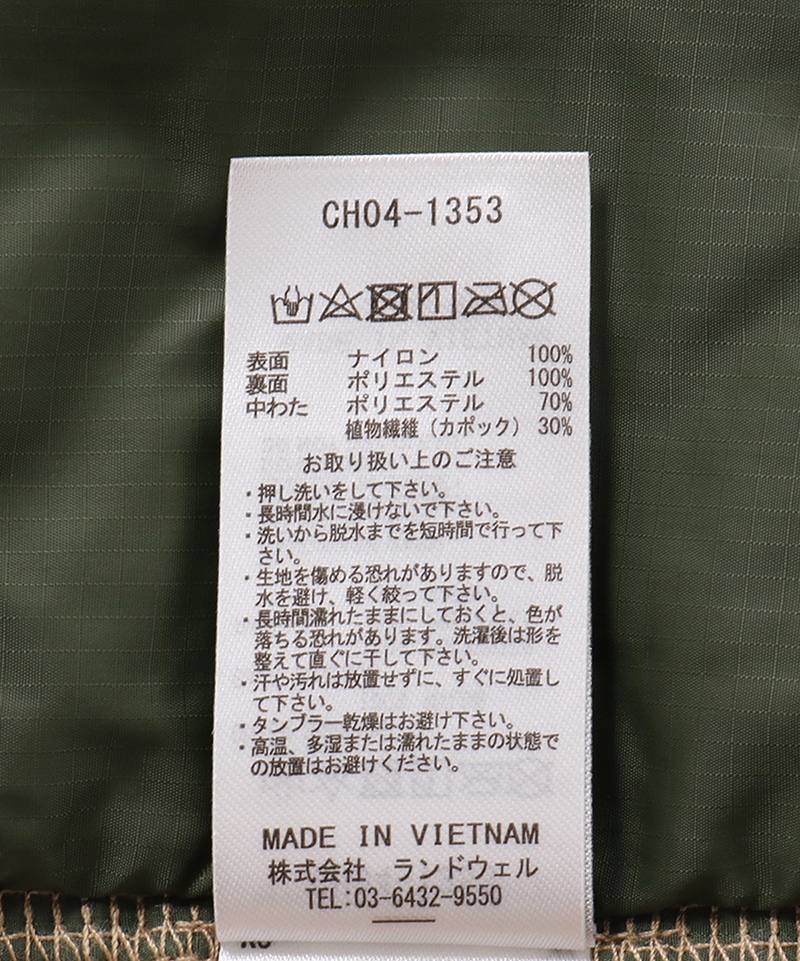 CH04-1353
表面 ナイロン 100%
裏面 ポリエステル 100%
中わた ポリエステル 70%
植物繊維（カポック） 30%
お取り扱い上のご注意
・押し洗いをして下さい。
・長時間水に浸けないで下さい。
・洗いから脱水までを短時間で行って下
さい。
・生地を傷める恐れがありますので、脱
水を避け、軽く絞って下さい。
・長時間濡れたままにしておくと、色が
落ちる恐れがあります。洗濯後は形を
整えて直ぐに干して下さい。
・汗や汚れは放置せずに、すぐに処置し
て下さい。
・タンブラー乾燥はお避け下さい。
・高温、多湿または濡れたままの状態で
の放置はお避けください。
MADE IN VIETNAM
株式会社 ランドウェル
TEL:03-6432-9550